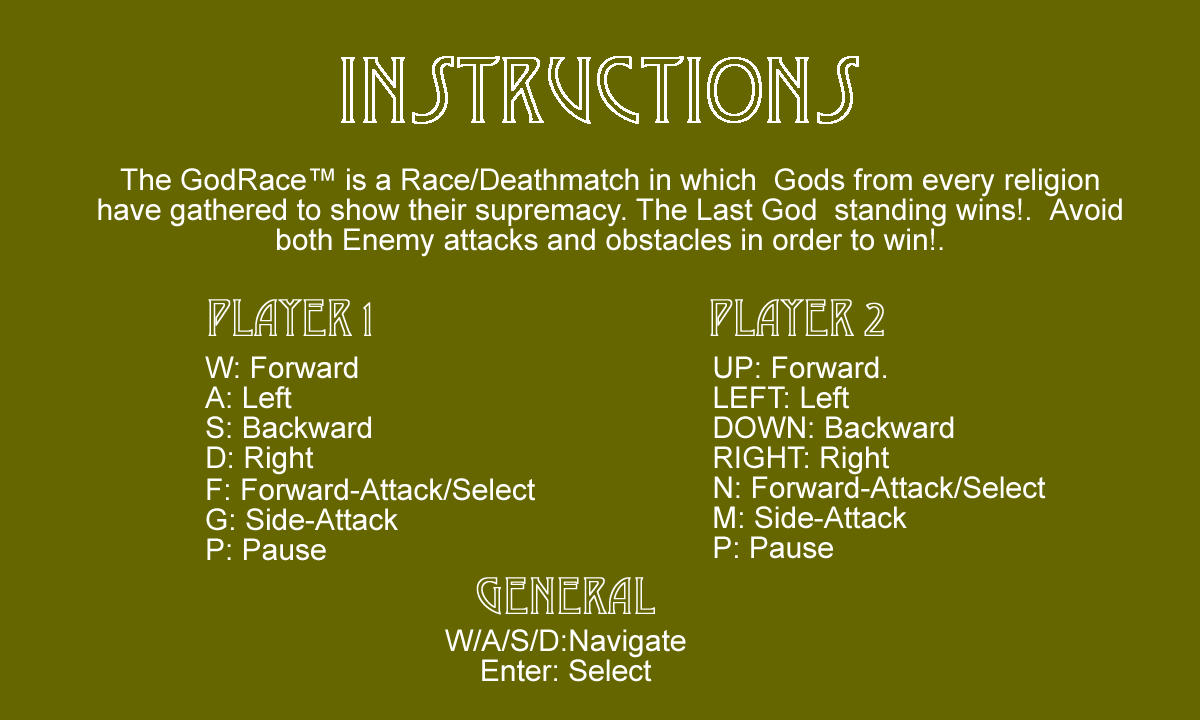 INSTRUCTIONS
The GodRace™ is a Race/Deathmatch in which  Gods from every religion
have gathered to show their supremacy. The Last God  standing wins!.  Avoid
both Enemy attacks and obstacles in order to win!.
PLAYER 1
W: Forward
A: Left
S: Backward
D: Right
F: Forward-Attack/Select
G: Side-Attack
P: Pause
PLAYER 2
UP: Forward.
LEFT: Left
DOWN: Backward
RIGHT: Right
N: Forward-Attack/Select
M: Side-Attack
P: Pause
GENERAL
W/A/S/D:Navigate
Enter: Select